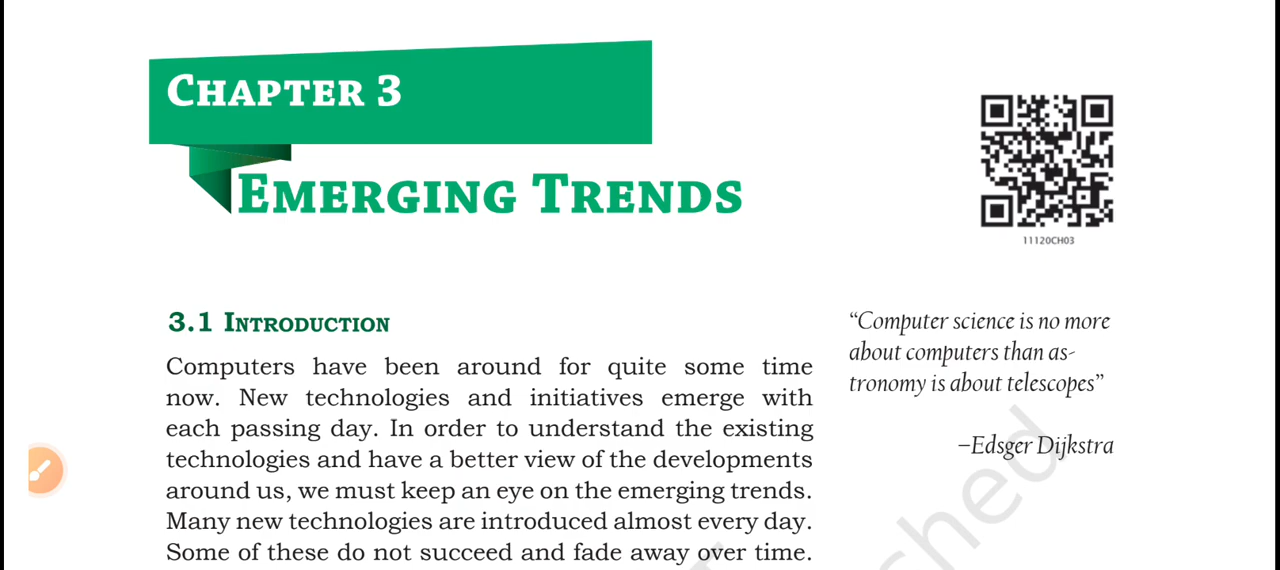 CHAPTER 3
EMERGING TRENDS
11120CH03
3.1 INTRODUCTION
Computers have been around for quite some time
now. New technologies and initiatives emerge with
each passing day. In order to understand the existing
technologies and have a better view of the developments
around us, we must keep an eye on the emerging trends.
Many new technologies are introduced almost every day.
Some of these do not succeed and fade away over time.
“Computer science is no more
about computers than as-
tronomy is about telescopes”
–Edsger Dijkstra